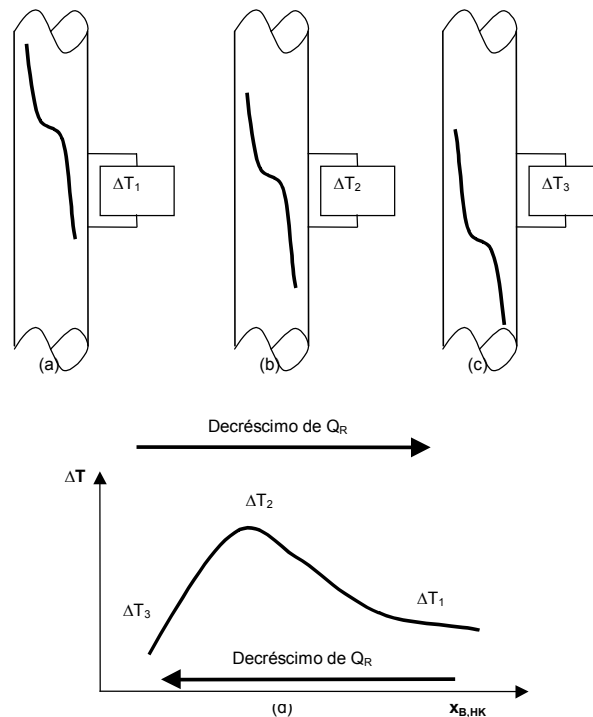 ΔT1
ΔT2
ΔT3
(a)
(b)
(c)
Decréscimo de QR
ΔT
ΔT2
ΔT3
ΔT1
Decréscimo de QR
(d)
xB,HK